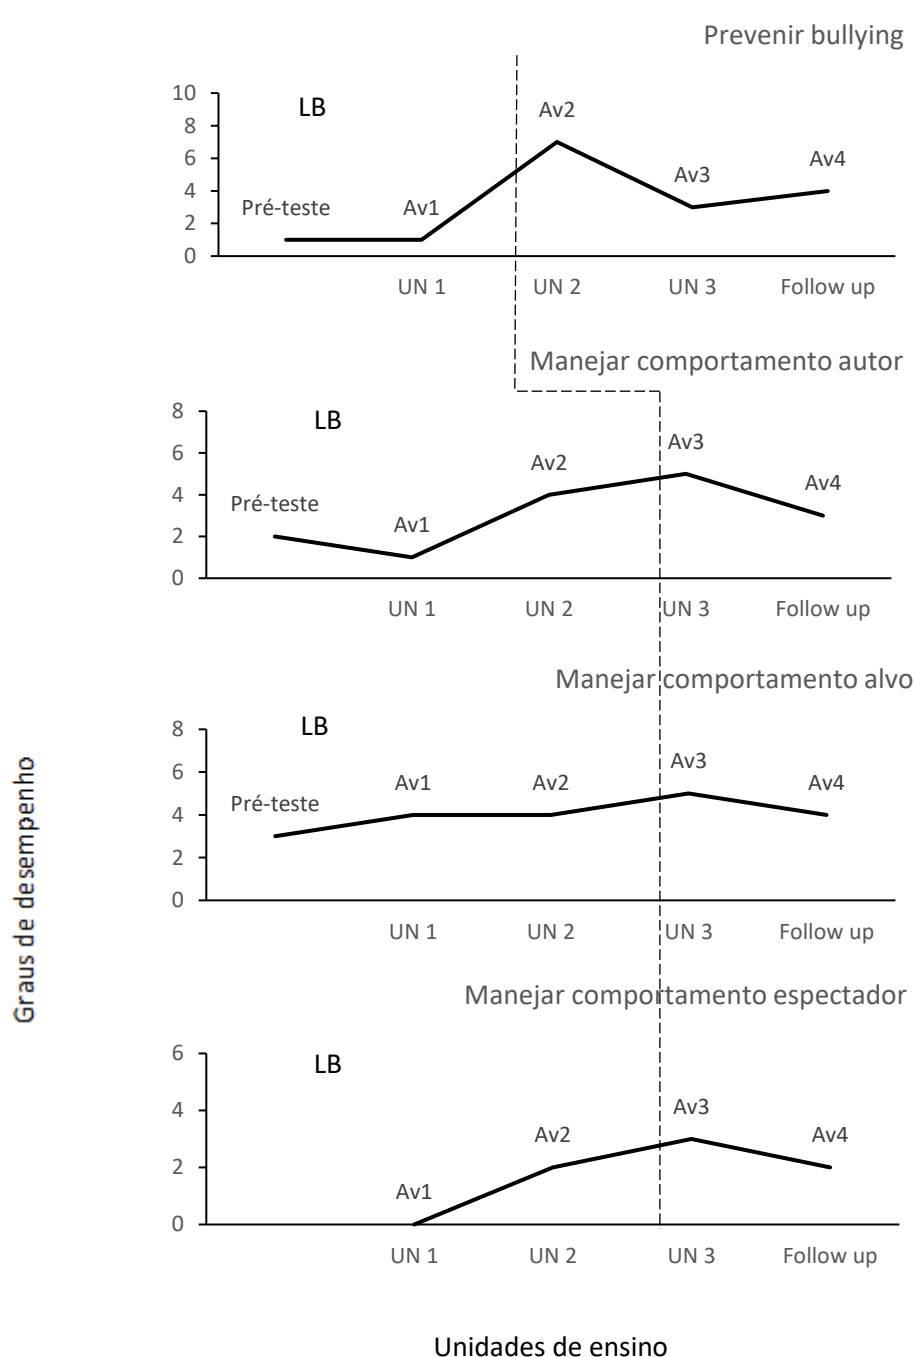 Prevenir bullying
10
8
6
4
2
0
LB
Pré-teste
Av1
Av2
Av3
Av4
UN 1
UN 2
UN 3
Follow up
Manejar comportamento autor
8
6
4
2
0
LB
Pré-teste
Av1
Av2
Av3
Av4
UN 1
UN 2
UN 3
Follow up
Manejar comportamento alvo
8
6
4
2
0
LB
Pré-teste
Av1
Av2
Av3
Av4
UN 1
UN 2
UN 3
Follow up
Manejar comportamento espectador
6
4
2
0
LB
Av1
Av2
Av3
Av4
UN 1
UN 2
UN 3
Follow up
Graus de desempenho
Unidades de ensino